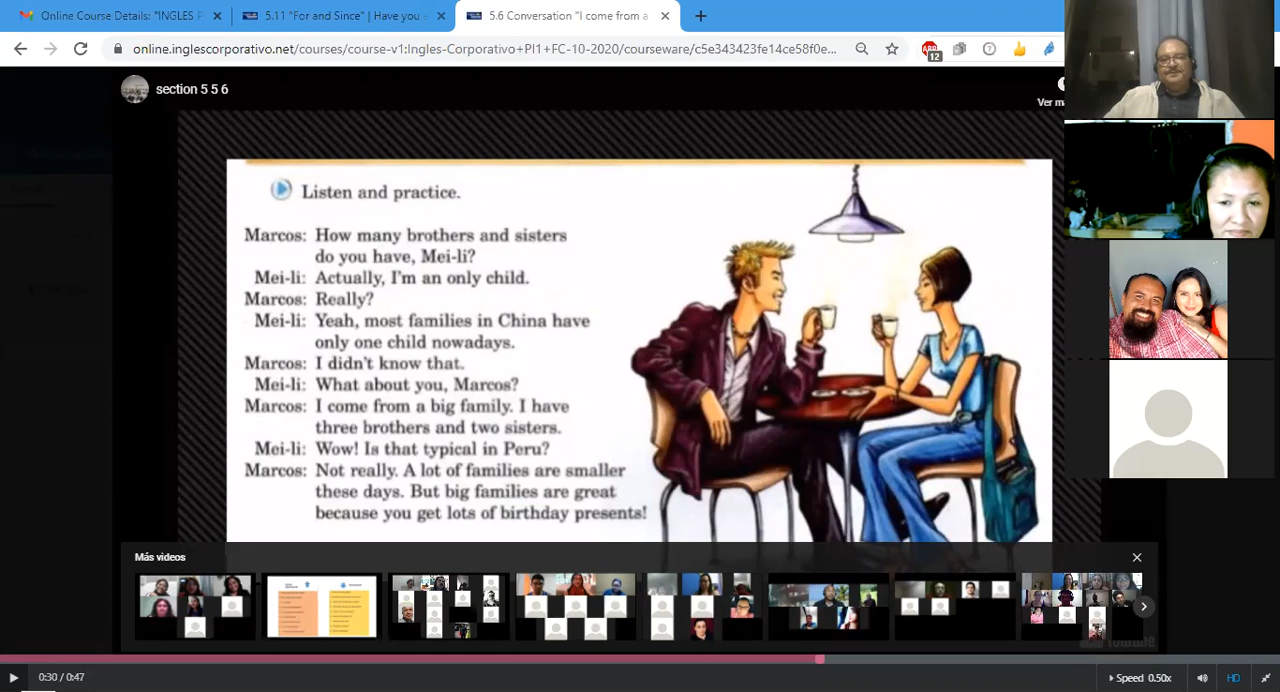 Online Course Details: "INGLES P
5.11 "For and Since" | Have you e
5.6 Conversation "I come from a
online.inglescorporativo.net/courses/course-v1:Ingles-Corporativo+PI1+FC-10-2020/courseware/c5e343423fe14ce58f0e...
ABP
12
section 5 5 6
Ver m
Listen and practice.
Marcos: How many brothers and sisters
do you have, Mei-li?
Mei-li: Actually, I'm an only child.
Marcos: Really?
Mei-li: Yeah, most families in China have
only one child nowadays.
Marcos: I didn't know that.
Mei-li: What about you, Marcos?
Marcos: I come from a big family. I have
three brothers and two sisters.
Mei-li: Wow! Is that typical in Peru?
Marcos: Not really. A lot of families are smaller
these days. But big families are great
because you get lots of birthday presents!
Más videos
YouTube
0:30 / 0:47
Speed 0.50x
HD